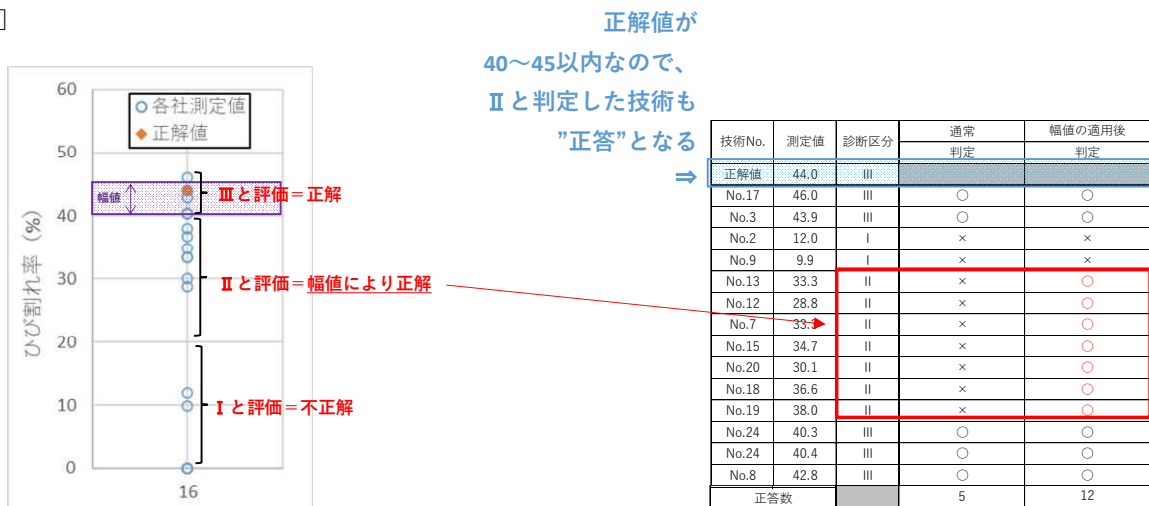 ]
正解値が
40～45以内なので、
Ⅱと判定した技術も
”正答”となる
⇒
60
50
40
30
20
10
0
16
ひび割れ率（%）
各社測定値
正解値
幅値
Ⅲと評価＝正解
Ⅱと評価＝幅値により正解
Ⅰと評価＝不正解
技術No. 測定値 診断区分 通常 幅値の適用後
判定 判定
正解値 44.0 III
No.17 46.0 III ○ ○
No.3 43.9 III ○ ○
No.2 12.0 I × ×
No.9 9.9 I × ×
No.13 33.3 II × ○
No.12 28.8 II × ○
No.7 33.5 II × ○
No.15 34.7 II × ○
No.20 30.1 II × ○
No.18 36.6 II × ○
No.19 38.0 II × ○
No.24 40.3 III ○ ○
No.24 40.4 III ○ ○
No.8 42.8 III ○ ○
正答数 5 12